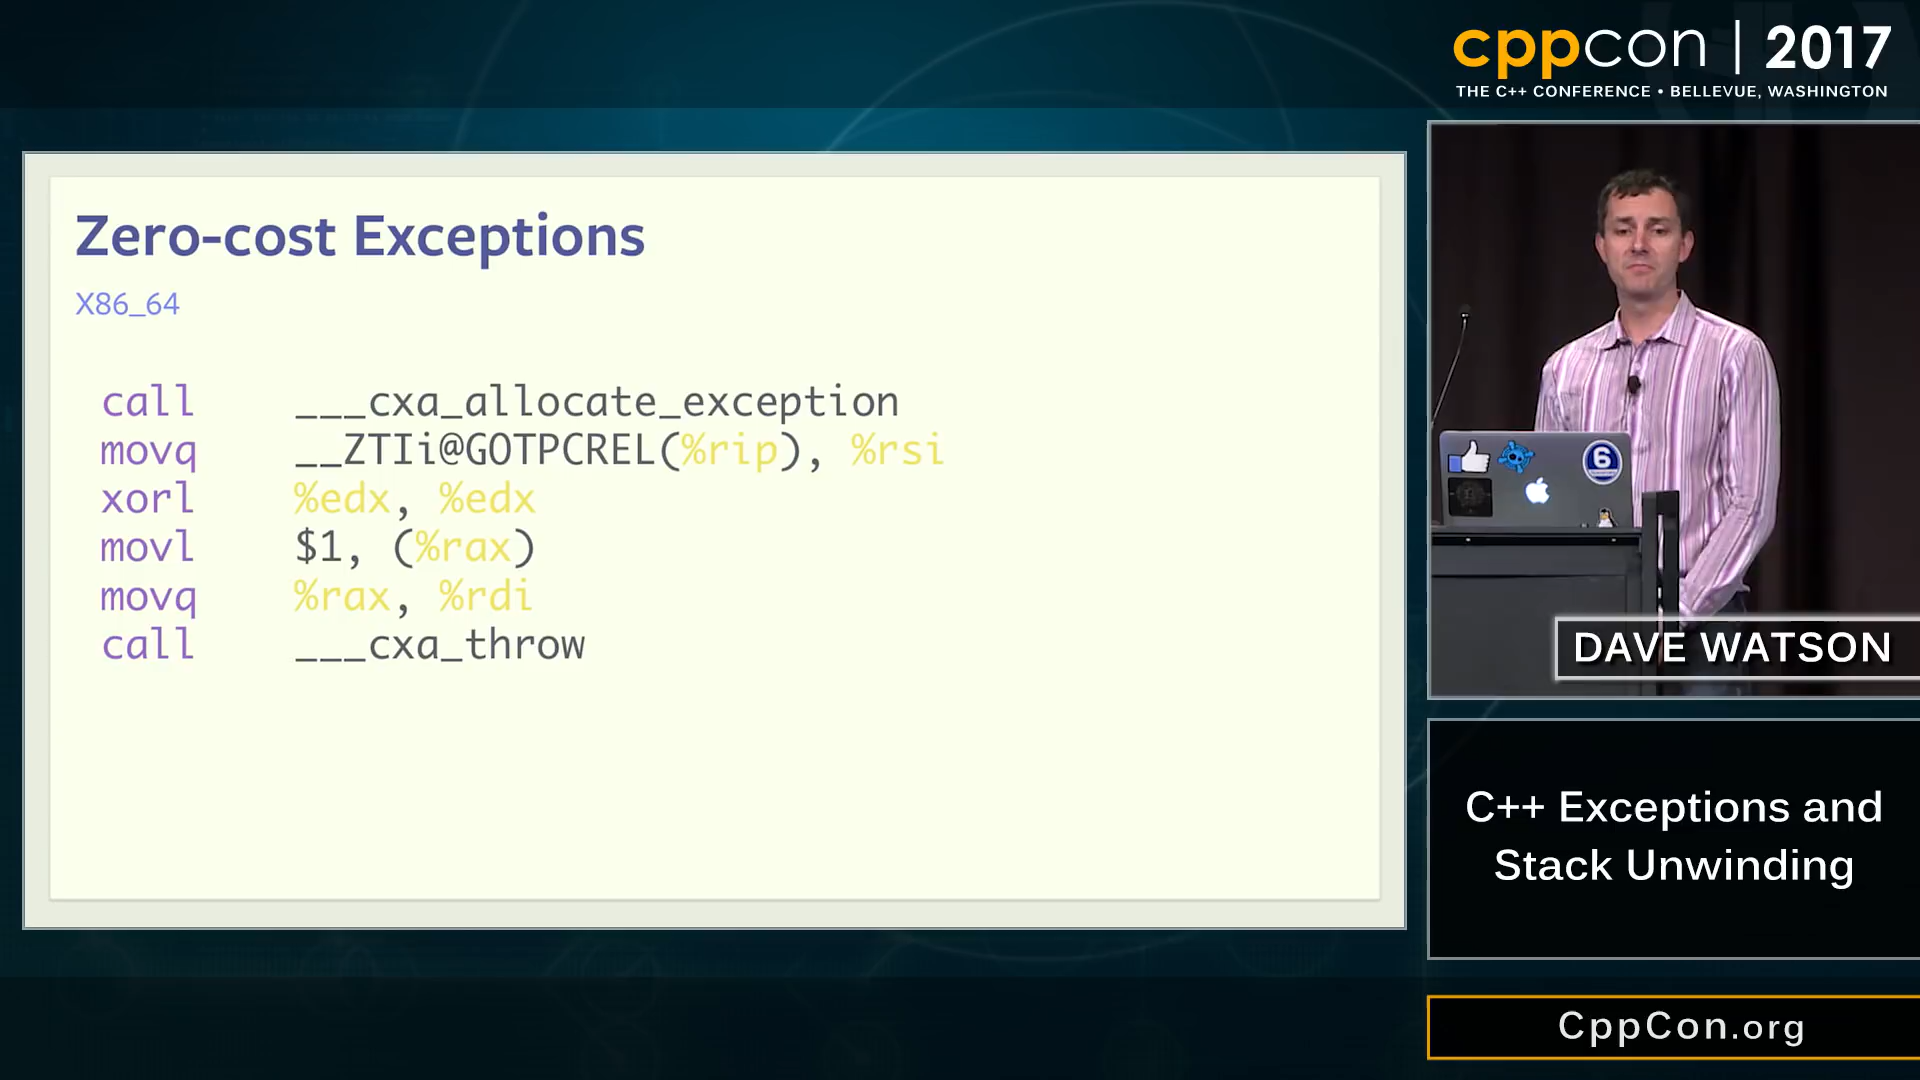 cppcon | 2017
THE C++ CONFERENCE • BELLEVUE, WASHINGTON
Zero-cost Exceptions
X86_64
call ___cxa_allocate_exception
movq __ZTIi@GOTPCREL(%rip), %rsi
xorl %edx, %edx
movl $1, (%rax)
movq %rax, %rdi
call ___cxa_throw
6
DAVE WATSON
C++ Exceptions and
Stack Unwinding
CppCon.org